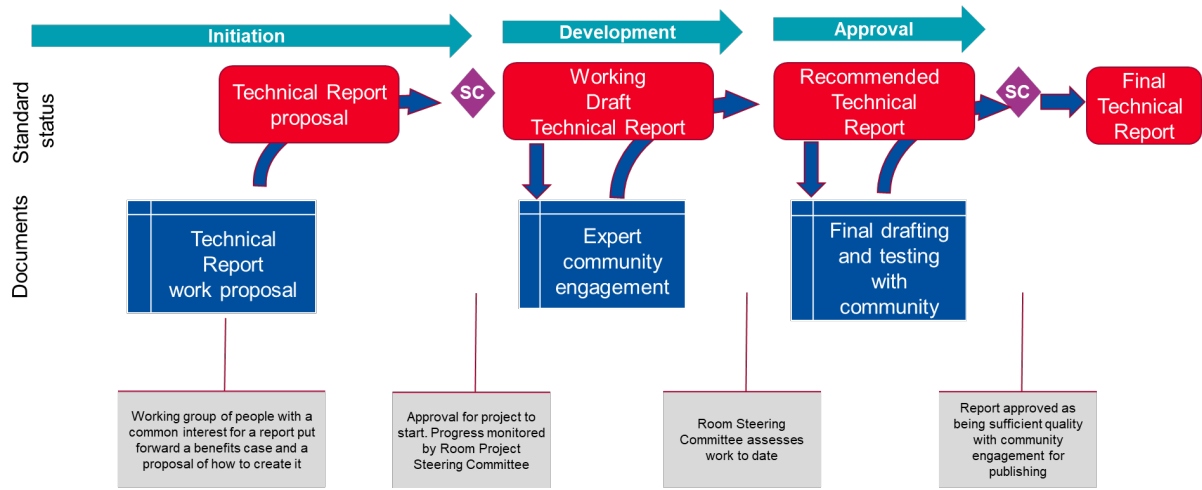 Initiation
Development
Approval
Standard
status
Technical Report
proposal
SC
Working
Draft
Technical Report
Recommended
Technical
Report
SC
Final
Technical
Report
Documents
Technical
Report
work proposal
Expert
community
engagement
Final drafting
and testing
with
community
Working group of people with a
common interest for a report put
forward a benefits case and a
proposal of how to create it
Approval for project to
start. Progress monitored
by Room Project
Steering Committee
Room Steering
Committee assesses
work to date
Report approved as
being sufficient quality
with community
engagement for
publishing